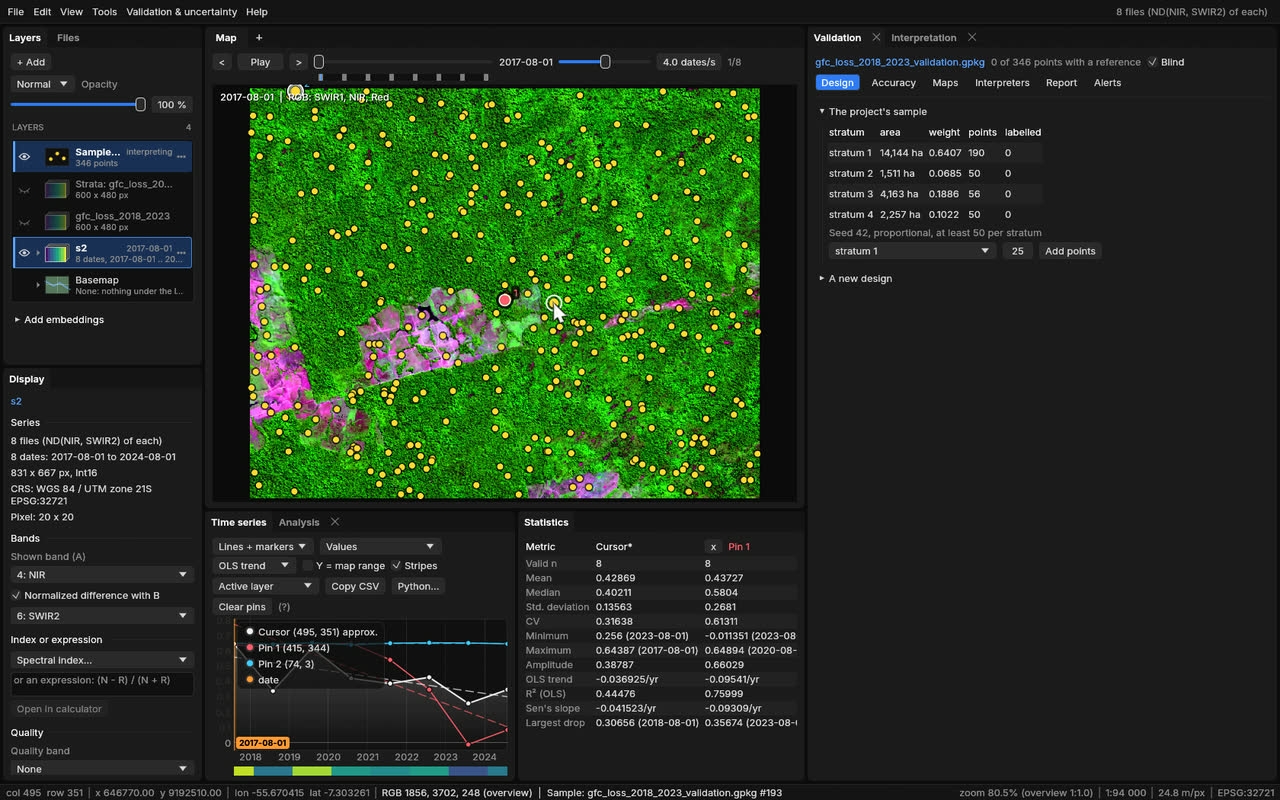 File Edit View Tools Validation & uncertainty Help
8 files (ND(NIR, SWIR2) of each)
Layers Files
+ Add
Normal Opacity
100 %
LAYERS 4
Sample... interpreting ...
346 points
Strata: gfc_loss_20...
600 x 480 px
gfc_loss_2018_2023
600 x 480 px
s2 2017-08-01 ...
8 dates, 2017-08-01 .. 20...
Basemap
None: nothing under the l...
Add embeddings
Display
s2
Series
8 files (ND(NIR, SWIR2) of each)
8 dates: 2017-08-01 to 2024-08-01
831 x 667 px, Int16
CRS: WGS 84 / UTM zone 21S
EPSG:32721
Pixel: 20 x 20
Bands
Shown band (A)
4: NIR
Normalized difference with B
6: SWIR2
Index or expression
Spectral index...
or an expression: (N - R) / (N + R)
Open in calculator
Quality
Quality band
None
Map +
< Play > 2017-08-01 4.0 dates/s 1/8
2017-08-01 | RGB: SWIR1, NIR, Red
1
Time series Analysis
Lines + markers Values
OLS trend Y = map range Stripes
Active layer Copy CSV Python...
Clear pins (?)
Cursor (495, 351) approx.
Pin 1 (415, 344)
Pin 2 (74, 3)
date
0
2017-08-01
2018 2019 2020 2021 2022 2023 2024
Statistics
Metric Cursor* x Pin 1
Valid n 8 8
Mean 0.42869 0.43727
Median 0.40211 0.5804
Std. deviation 0.13563 0.2681
CV 0.31638 0.61311
Minimum 0.256 (2023-08-01) -0.011351 (2023-08
Maximum 0.64387 (2017-08-01) 0.64894 (2020-08-
Amplitude 0.38787 0.66029
OLS trend -0.036925/yr -0.09541/yr
R² (OLS) 0.44476 0.75999
Sen's slope -0.041523/yr -0.09309/yr
Largest drop 0.30656 (2018-08-01) 0.35674 (2023-08-(
Validation Interpretation
gfc_loss_2018_2023_validation.gpkg 0 of 346 points with a reference Blind
Design Accuracy Maps Interpreters Report Alerts
The project's sample
stratum area weight points labelled
stratum 1 14,144 ha 0.6407 190 0
stratum 2 1,511 ha 0.0685 50 0
stratum 3 4,163 ha 0.1886 56 0
stratum 4 2,257 ha 0.1022 50 0
Seed 42, proportional, at least 50 per stratum
stratum 1 25 Add points
A new design
col 495 row 351 | x 646770.00 y 9192510.00 | lon -55.670415 lat -7.303261 | RGB 1856, 3702, 248 (overview) | Sample: gfc_loss_2018_2023_validation.gpkg #193 zoom 80.5% (overview 1:1.0) | 1:94 000 | 24.8 m/px | EPSG:32721